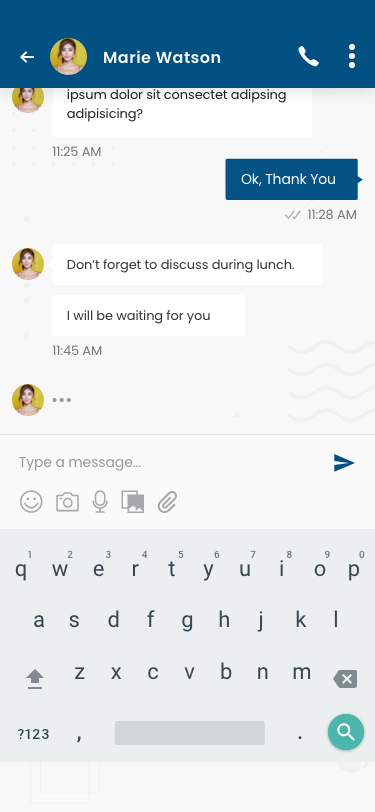 Marie Watson
ipsum dolor sit consectet adipsing
adipisicing?
11:25 AM
Ok, Thank You
11:28 AM
Don't forget to discuss during lunch.
I will be waiting for you
11:45 AM
Type a message...
1 2 3 4 5 6 7 8 9 0
q w e r t y u i o p
a s d f g h j k l
z x c v b n m
?123 , .